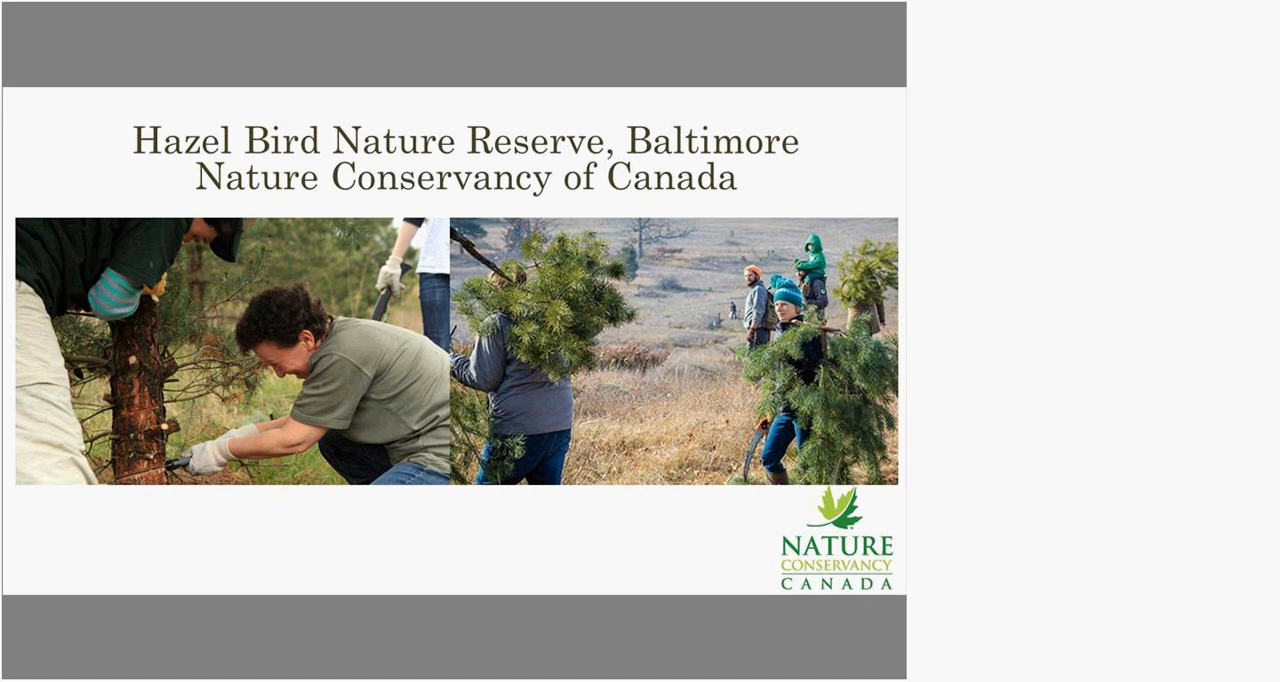 Hazel Bird Nature Reserve, Baltimore
Nature Conservancy of Canada
NATURE
CONSERVANCY
CANADA